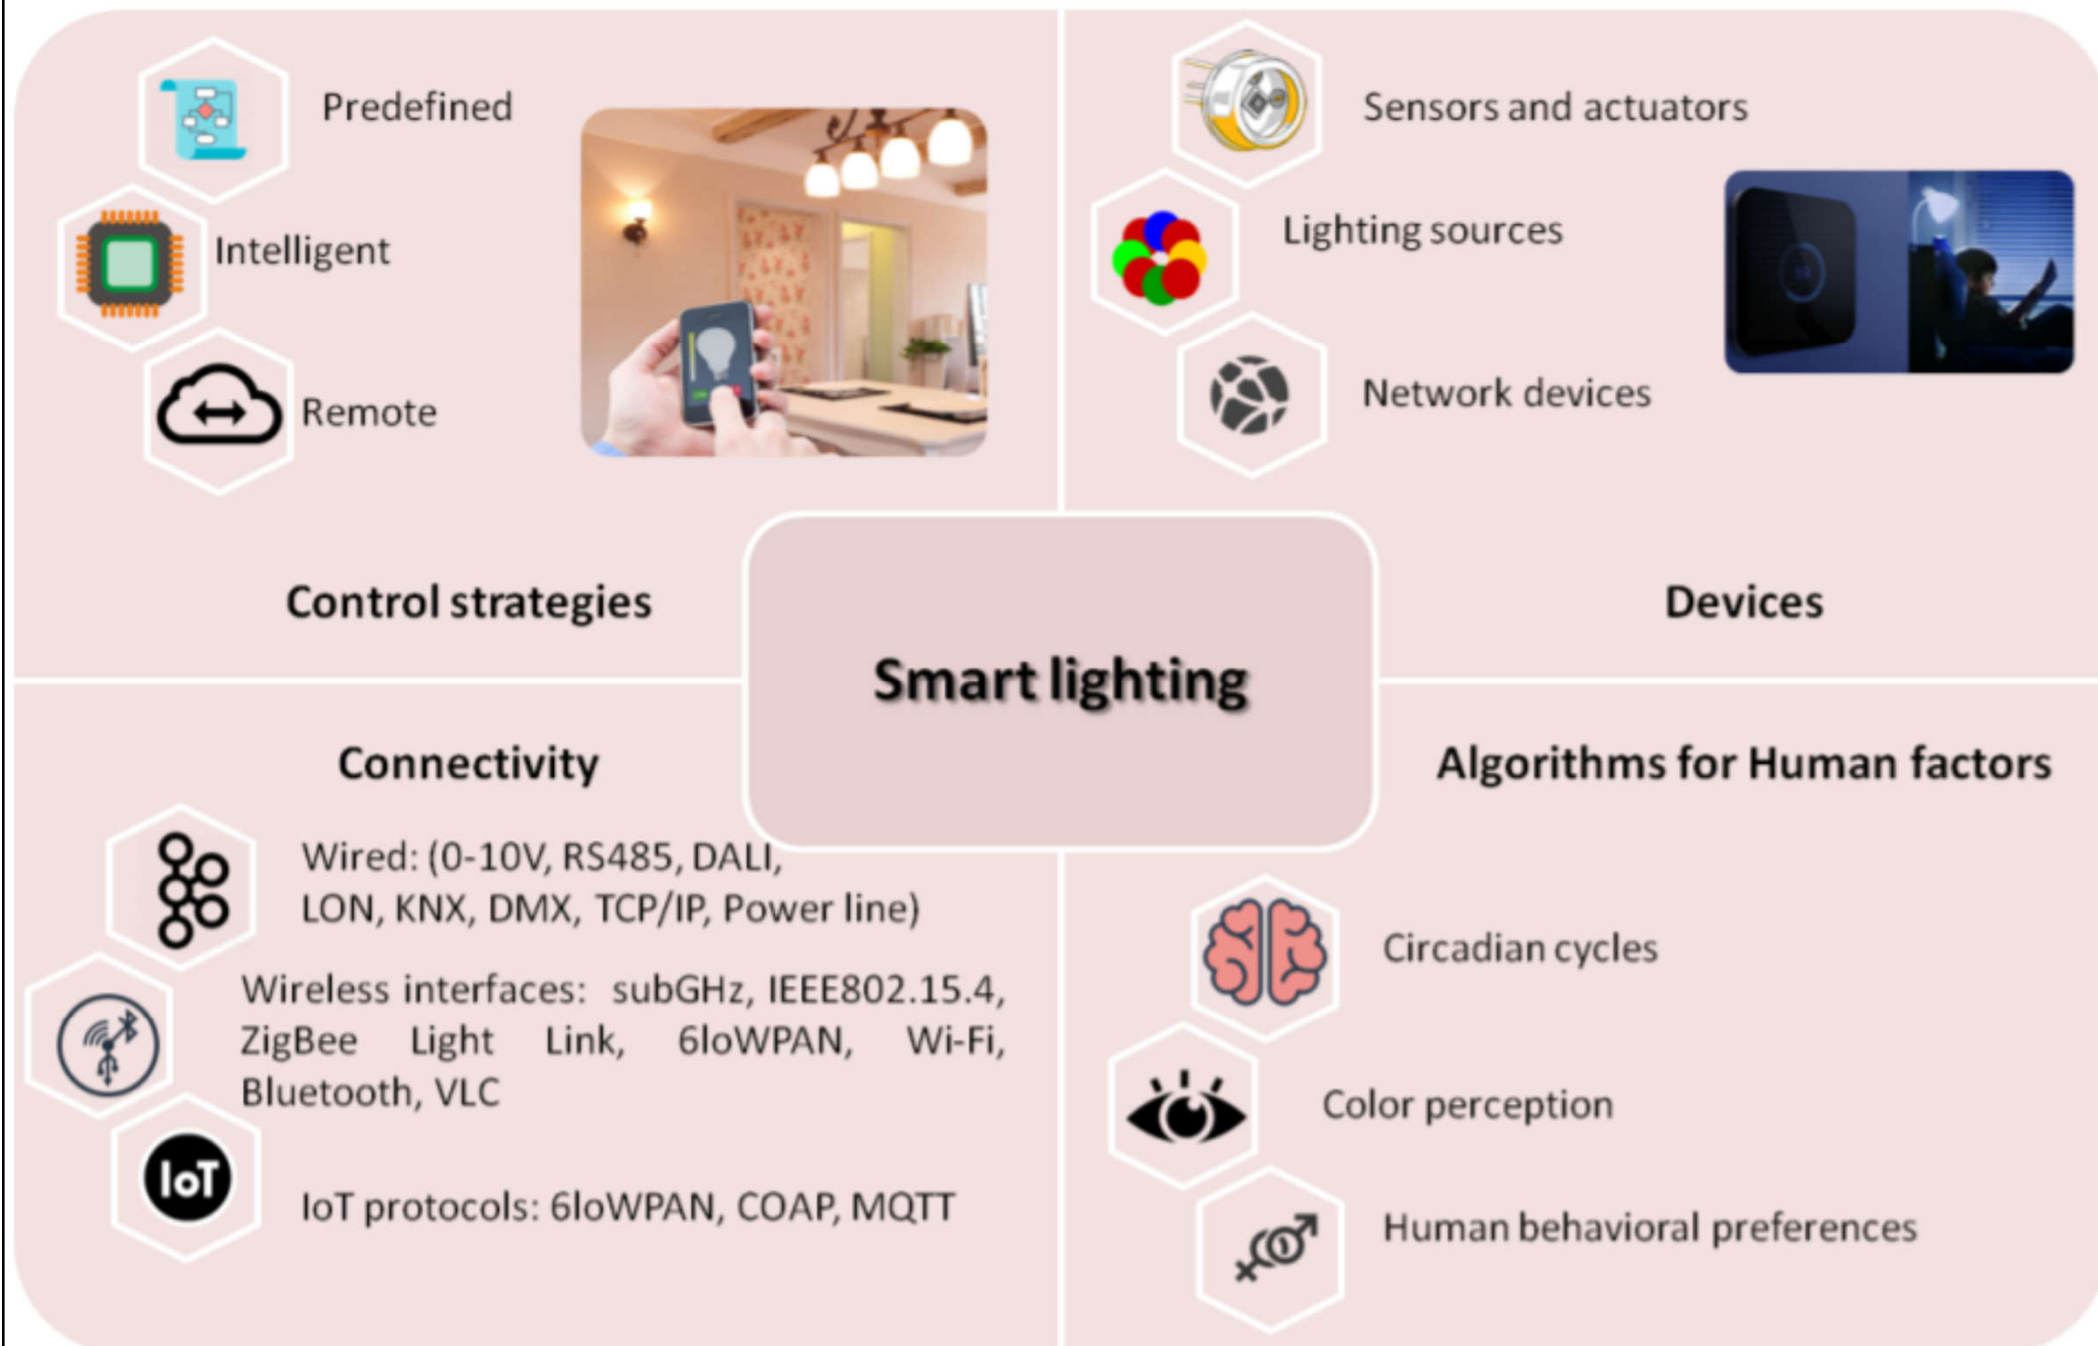 Predefined
Intelligent
Remote
Control strategies
Sensors and actuators
Lighting sources
Network devices
Devices
Smart lighting
Connectivity
Wired: (0-10V, RS485, DALI,
LON, KNX, DMX, TCP/IP, Power line)
Wireless interfaces: subGHz, IEEE802.15.4,
ZigBee Light Link, 6loWPAN, Wi-Fi,
Bluetooth, VLC
IoT
IoT protocols: 6loWPAN, COAP, MQTT
Algorithms for Human factors
Circadian cycles
Color perception
Human behavioral preferences